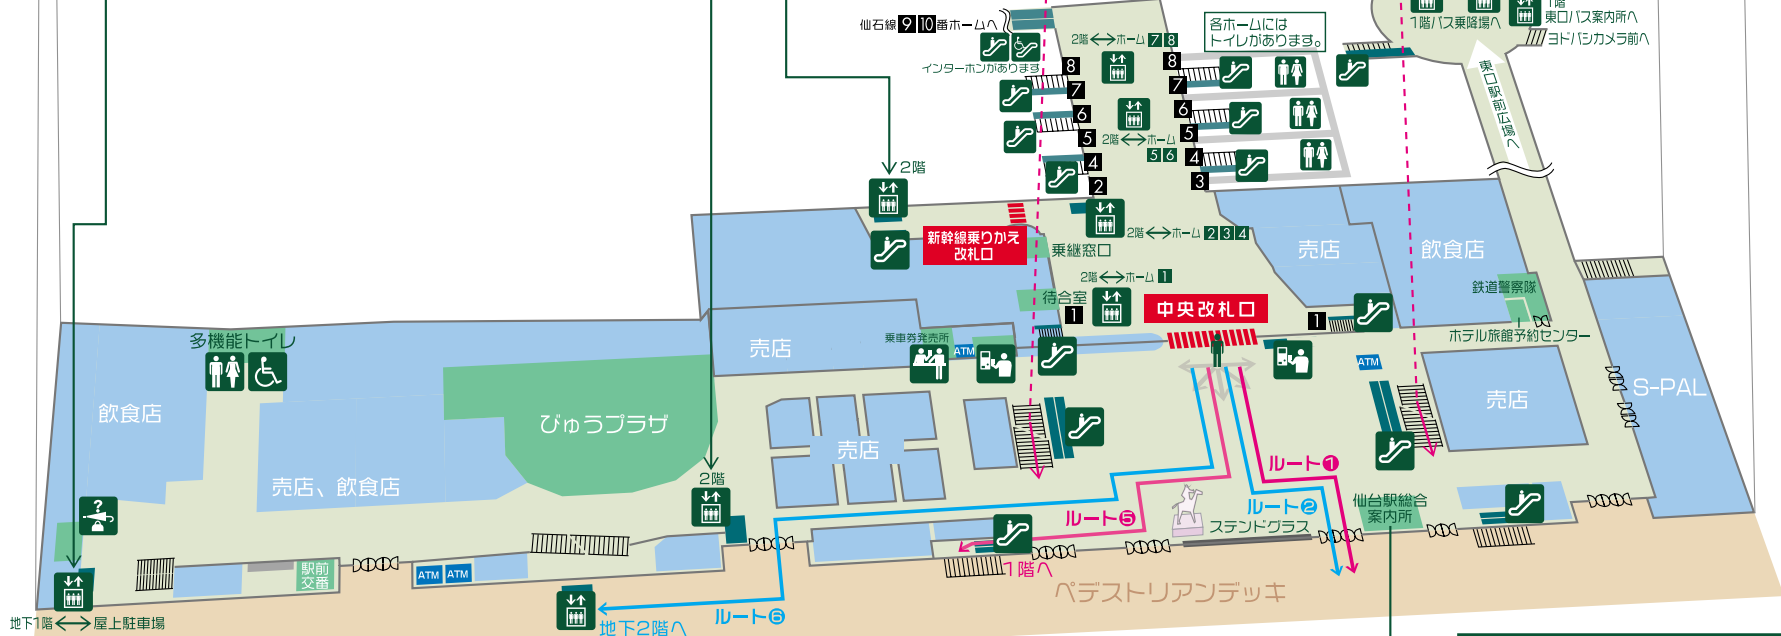 仙石線 9 10 番ホームへ
インターホンがあります
2階⟷ホーム 7 8
各ホームには
トイレがあります。
1階バス乗降場へ
1階
東口バス案内所へ
ヨドバシカメラ前へ
東口駅前広場へ
8
7
6
5
4
2
8
7
6
5
4
3
2階⟷ホーム
5 6
2階
新幹線乗りかえ
改札口
乗継窓口
2階⟷ホーム 2 3 4
2階⟷ホーム 1
待合室
1
中央改札口
1
売店
飲食店
鉄道警察隊
ホテル旅館予約センター
多機能トイレ
売店
乗車券発売所
ATM
ATM
飲食店
びゅうプラザ
売店
売店
S-PAL
売店、飲食店
2階
ルート1
ルート2
ルート5
ステンドグラス
仙台駅総合
案内所
?
駅前
交番
ATM
ATM
1階へ
ペデストリアンデッキ
ルート6
地下2階へ
地下1階⟷屋上駐車場